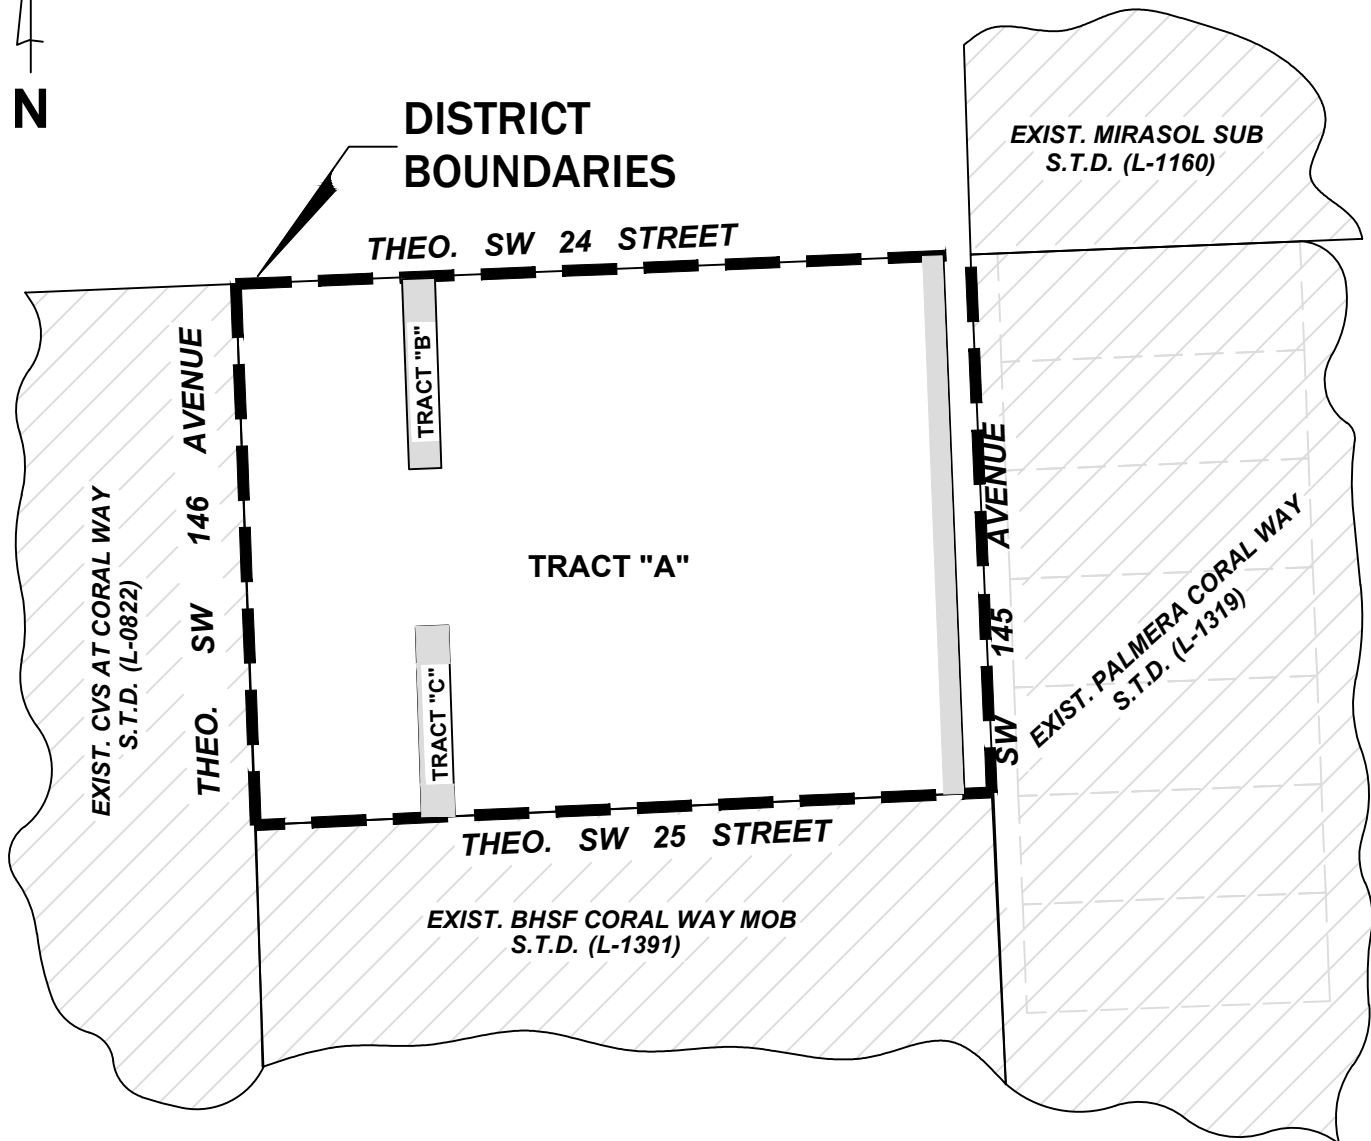 N
DISTRICT
BOUNDARIES
EXIST. MIRASOL SUB
S.T.D. (L-1160)
THEO. SW 24 STREET
TRACT "B"
THEO. SW 146 AVENUE
EXIST. CVS AT CORAL WAY
S.T.D. (L-0822)
TRACT "A"
SW 145 AVENUE
EXIST. PALMERA CORAL WAY
S.T.D. (L-1319)
TRACT "C"
THEO. SW 25 STREET
EXIST. BHSF CORAL WAY MOB
S.T.D. (L-1391)